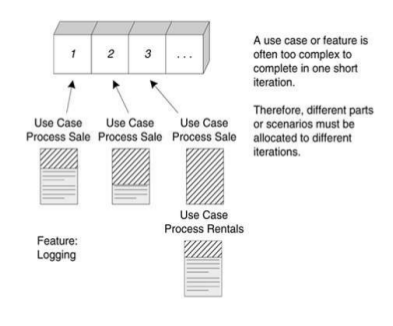 1 2 3 ...
A use case or feature is
often too complex to
complete in one short
iteration.
Therefore, different parts
or scenarios must be
allocated to different
iterations.
Use Case Use Case Use Case
Process Sale Process Sale Process Sale
Use Case
Process Rentals
Feature:
Logging